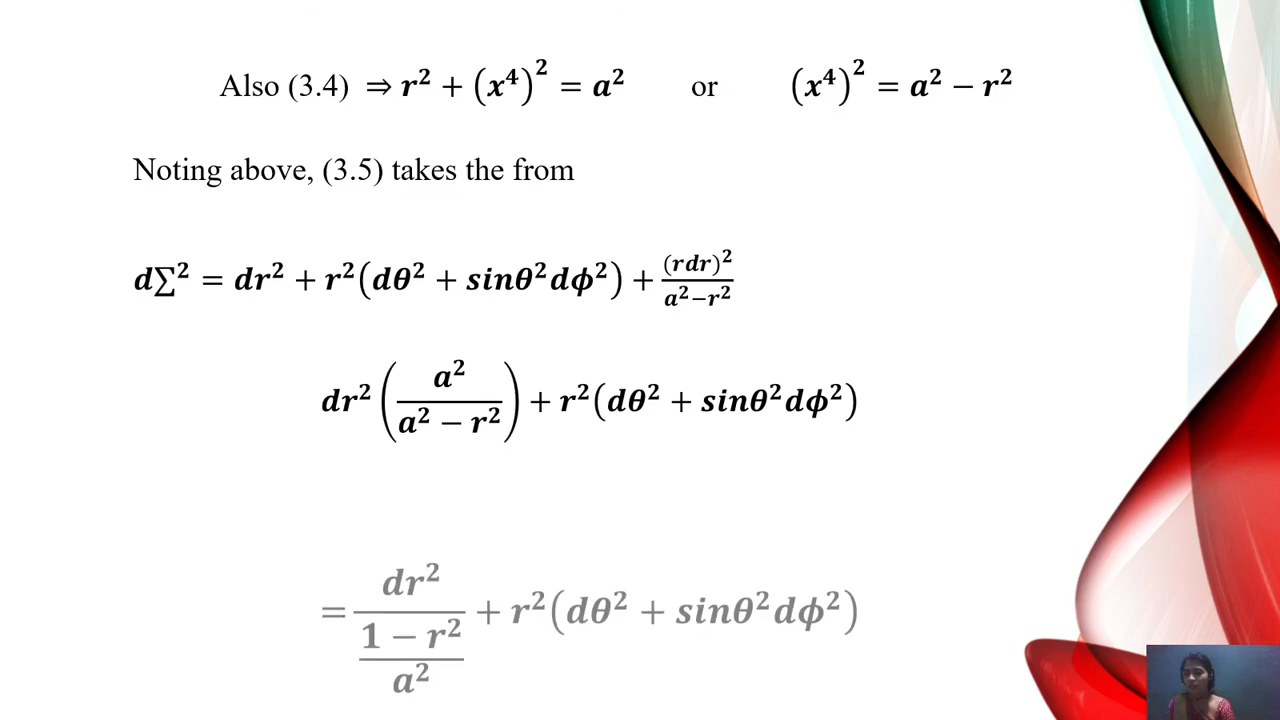 Also (3.4) ⇒ r² + (x⁴)² = a² or (x⁴)² = a² − r²
Noting above, (3.5) takes the from
d∑² = dr² + r²(dθ² + sinθ²dϕ²) + (rdr)²/a²−r²
dr² (a²/a² − r²) + r²(dθ² + sinθ²dϕ²)
= dr²/1 − r²/a² + r²(dθ² + sinθ²dϕ²)